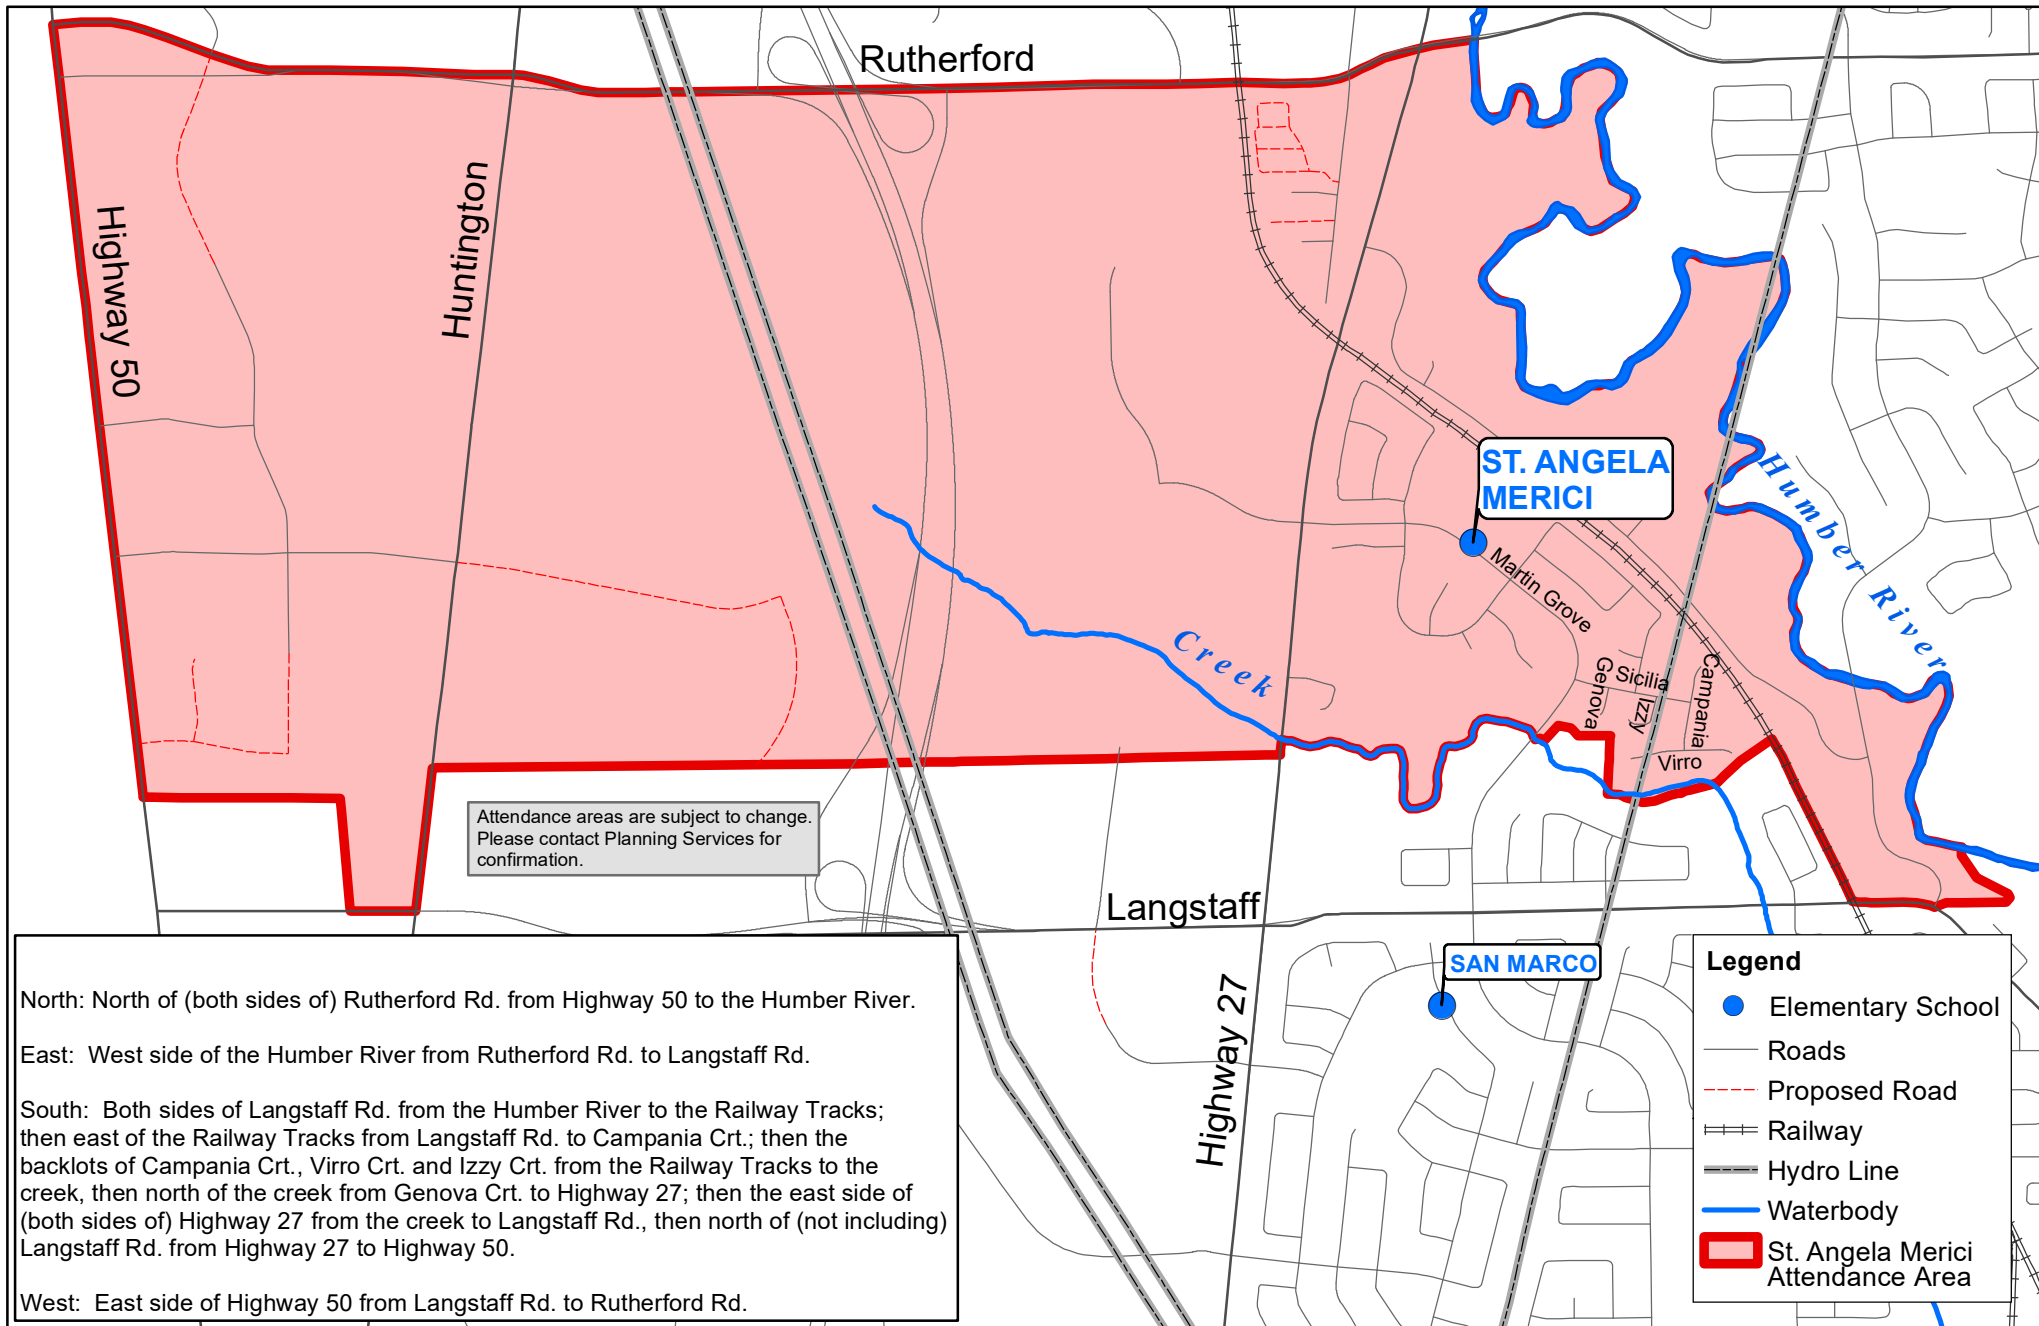 Rutherford
Highway 50
Huntington
ST. ANGELA
MERICI
Humber River
Martin Grove
Creek
Genova
Sicilia
Izzy
Campania
Virro
Attendance areas are subject to change.
Please contact Planning Services for
confirmation.
Langstaff
SAN MARCO
Highway 27
North: North of (both sides of) Rutherford Rd. from Highway 50 to the Humber River.
East: West side of the Humber River from Rutherford Rd. to Langstaff Rd.
South: Both sides of Langstaff Rd. from the Humber River to the Railway Tracks;
then east of the Railway Tracks from Langstaff Rd. to Campania Crt.; then the
backlots of Campania Crt., Virro Crt. and Izzy Crt. from the Railway Tracks to the
creek, then north of the creek from Genova Crt. to Highway 27; then the east side of
(both sides of) Highway 27 from the creek to Langstaff Rd., then north of (not including)
Langstaff Rd. from Highway 27 to Highway 50.
West: East side of Highway 50 from Langstaff Rd. to Rutherford Rd.
Legend
Elementary School
Roads
Proposed Road
Railway
Hydro Line
Waterbody
St. Angela Merici
Attendance Area